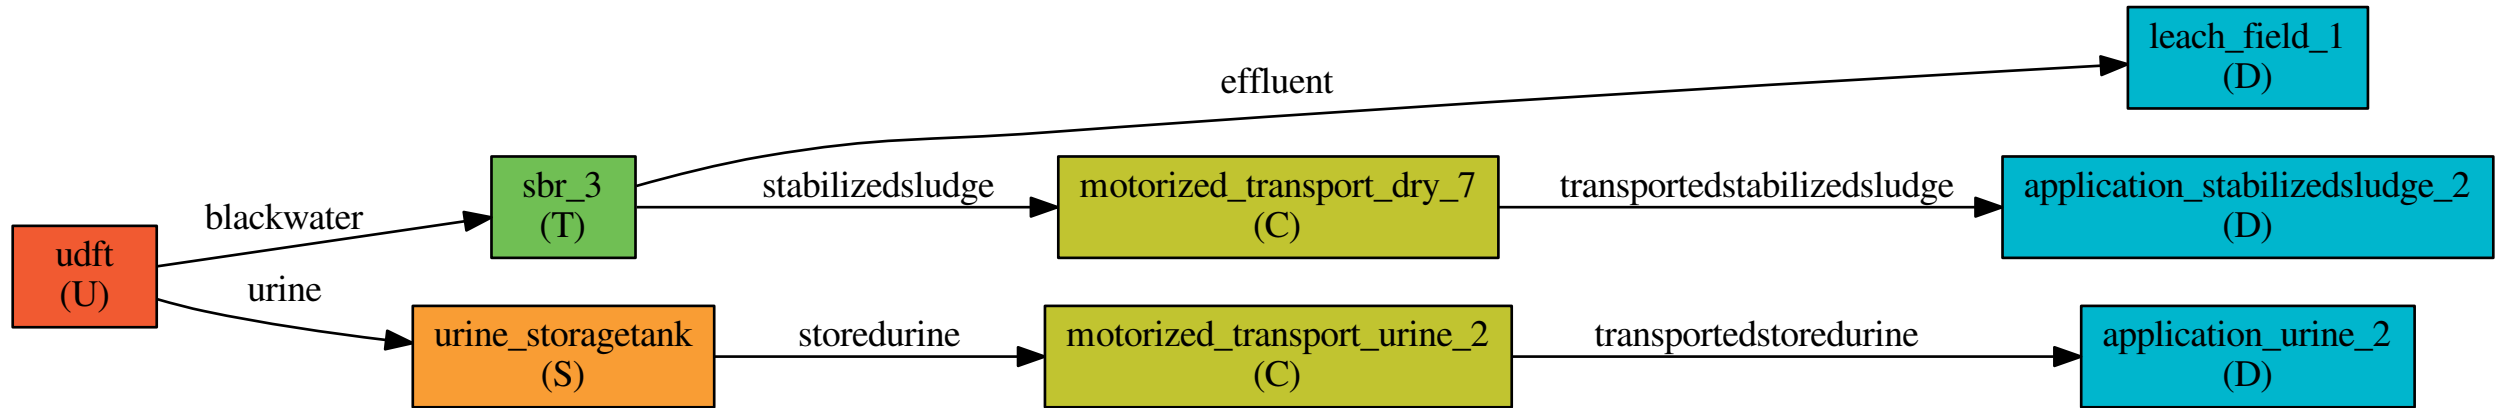 udft
(U)
blackwater
urine
sbr_3
(T)
urine_storagetank
(S)
effluent
stabilizedsludge
storedurine
motorized_transport_dry_7
(C)
motorized_transport_urine_2
(C)
transportedstabilizedsludge
transportedstoredurine
leach_field_1
(D)
application_stabilizedsludge_2
(D)
application_urine_2
(D)